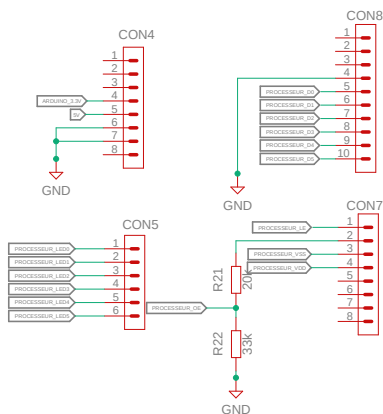 CON4
1
2
3
4
5
6
7
8
ARDUINO_3.3V
5V
GND
CON8
1
2
3
4
5
6
7
8
9
10
PROCESSEUR_D0
PROCESSEUR_D1
PROCESSEUR_D2
PROCESSEUR_D3
PROCESSEUR_D4
PROCESSEUR_D5
GND
CON5
1
2
3
4
5
6
PROCESSEUR_LED0
PROCESSEUR_LED1
PROCESSEUR_LED2
PROCESSEUR_LED3
PROCESSEUR_LED4
PROCESSEUR_LED5
CON7
1
2
3
4
5
6
7
8
PROCESSEUR_LE
PROCESSEUR_VSS
PROCESSEUR_VDD
PROCESSEUR_OE
R21
20k
R22
33k
GND